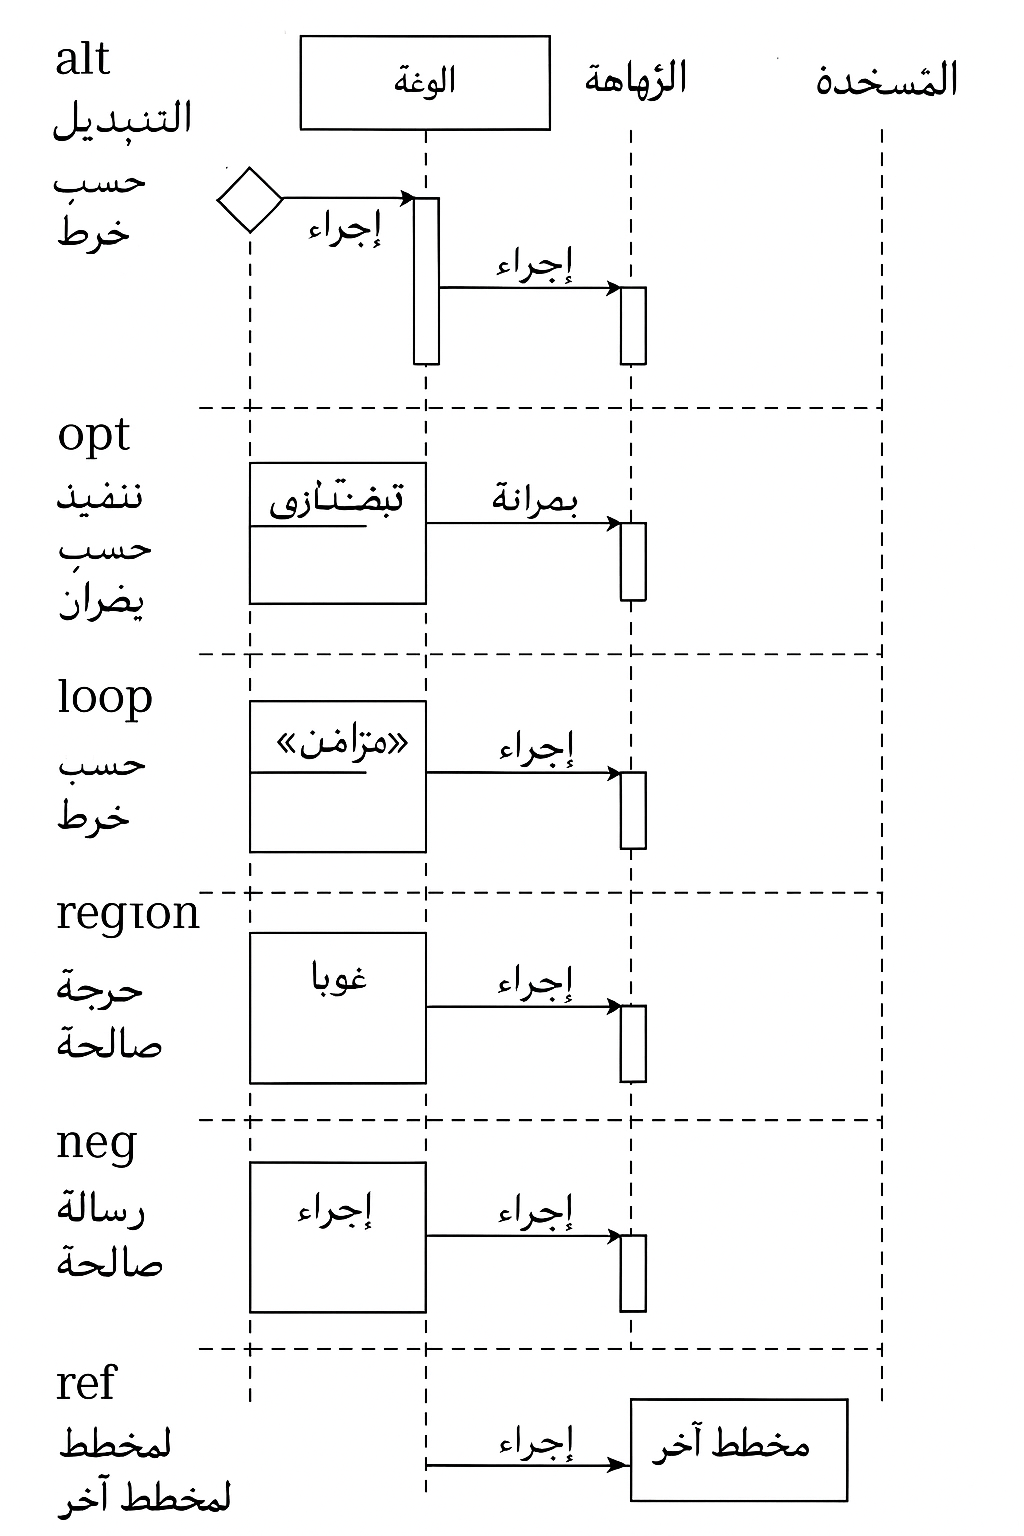 alt
التنبديل
حسب
خرط
الوغة
الزهاهة
المسخدة
إجراء
إجراء
opt
ننفيذ
حسب
يضران
بمرانة
loop
حسب
خرط
«متزامن»
إجراء
region
حرجة
صالحة
غوبا
إجراء
neg
رسالة
صالحة
إجراء
إجراء
ref
لمخطط
لمخطط آخر
إجراء
مخطط آخر